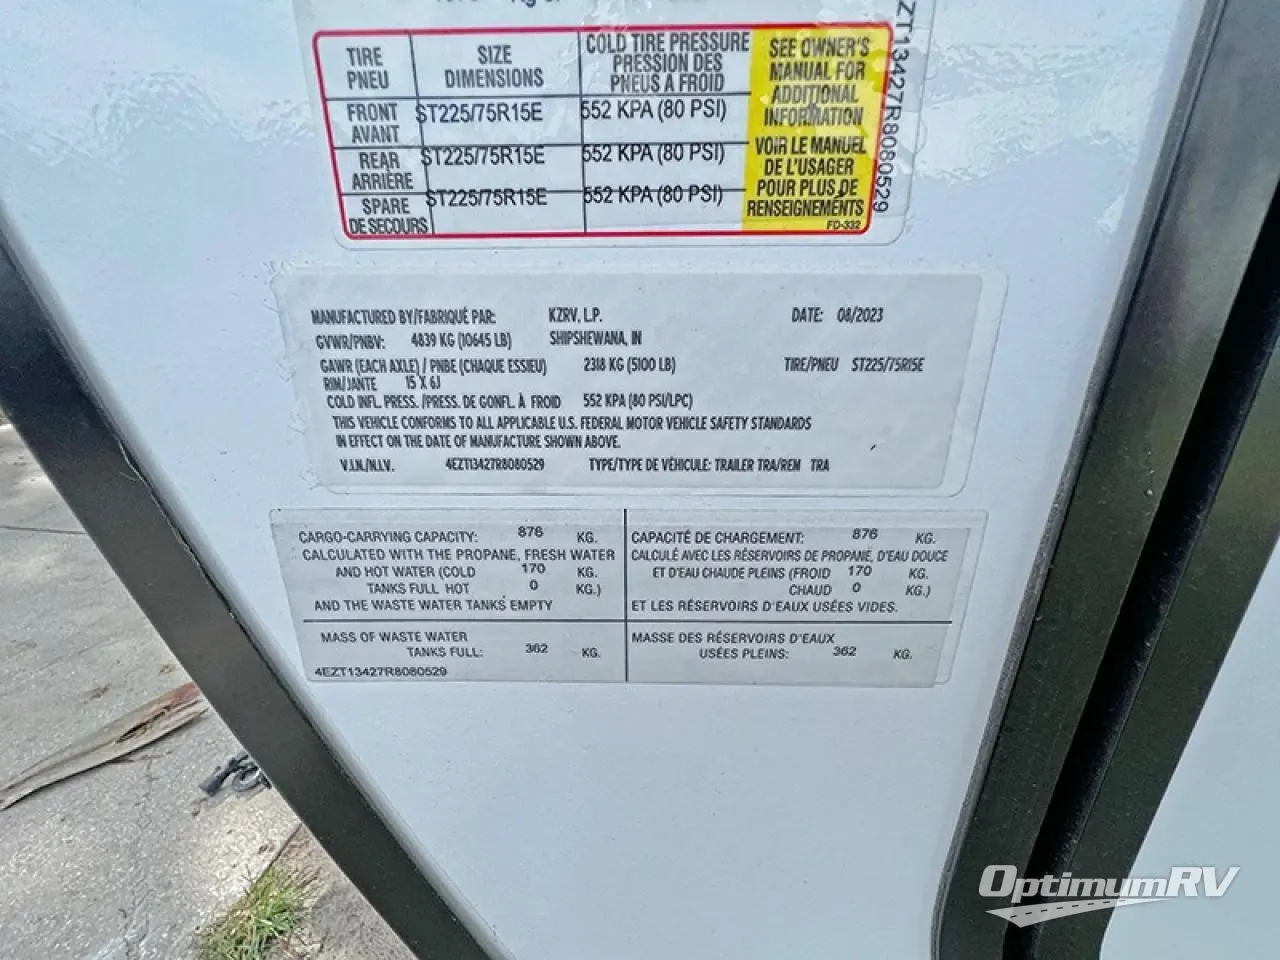 TIRE PNEU SIZE DIMENSIONS COLD TIRE PRESSURE PRESSION DES PNEUS A FROID
FRONT AVANT ST225/75R15E 552 KPA (80 PSI)
REAR ARRIÈRE ST225/75R15E 552 KPA (80 PSI)
SPARE DE SECOURS ST225/75R15E 552 KPA (80 PSI)
SEE OWNER'S
MANUAL FOR
ADDITIONAL
INFORMATION
VOIR LE MANUEL
DE L'USAGER
POUR PLUS DE
RENSEIGNEMENTS
FD-332
ZT13427R8080529
MANUFACTURED BY/FABRIQUÉ PAR: KZRV, L.P. DATE: 08/2023
GVWR/PNBV: 4839 KG (10645 LB) SHIPSHEWANA, IN
GAWR (EACH AXLE) / PNBE (CHAQUE ESSIEU) 2318 KG (5100 LB) TIRE/PNEU ST225/75R15E
RIM/JANTE 15 X 6J
COLD INFL. PRESS. /PRESS. DE GONFL. À FROID 552 KPA (80 PSI/LPC)
THIS VEHICLE CONFORMS TO ALL APPLICABLE U.S. FEDERAL MOTOR VEHICLE SAFETY STANDARDS
IN EFFECT ON THE DATE OF MANUFACTURE SHOWN ABOVE.
V.I.N./N.I.V. 4EZT13427R8080529 TYPE/TYPE DE VÉHICULE: TRAILER TRA/REM TRA
CARGO-CARRYING CAPACITY: 876 KG.
CALCULATED WITH THE PROPANE, FRESH WATER
AND HOT WATER (COLD 170 KG.
TANKS FULL HOT 0 KG.)
AND THE WASTE WATER TANKS EMPTY
MASS OF WASTE WATER
TANKS FULL: 362 KG.
4EZT13427R8080529
CAPACITÉ DE CHARGEMENT: 876 KG.
CALCULÉ AVEC LES RÉSERVOIRS DE PROPANE, D'EAU DOUCE
ET D'EAU CHAUDE PLEINS (FROID 170 KG.
CHAUD 0 KG.)
ET LES RÉSERVOIRS D'EAUX USÉES VIDES.
MASSE DES RÉSERVOIRS D'EAUX
USÉES PLEINS: 362 KG.
OptimumRV